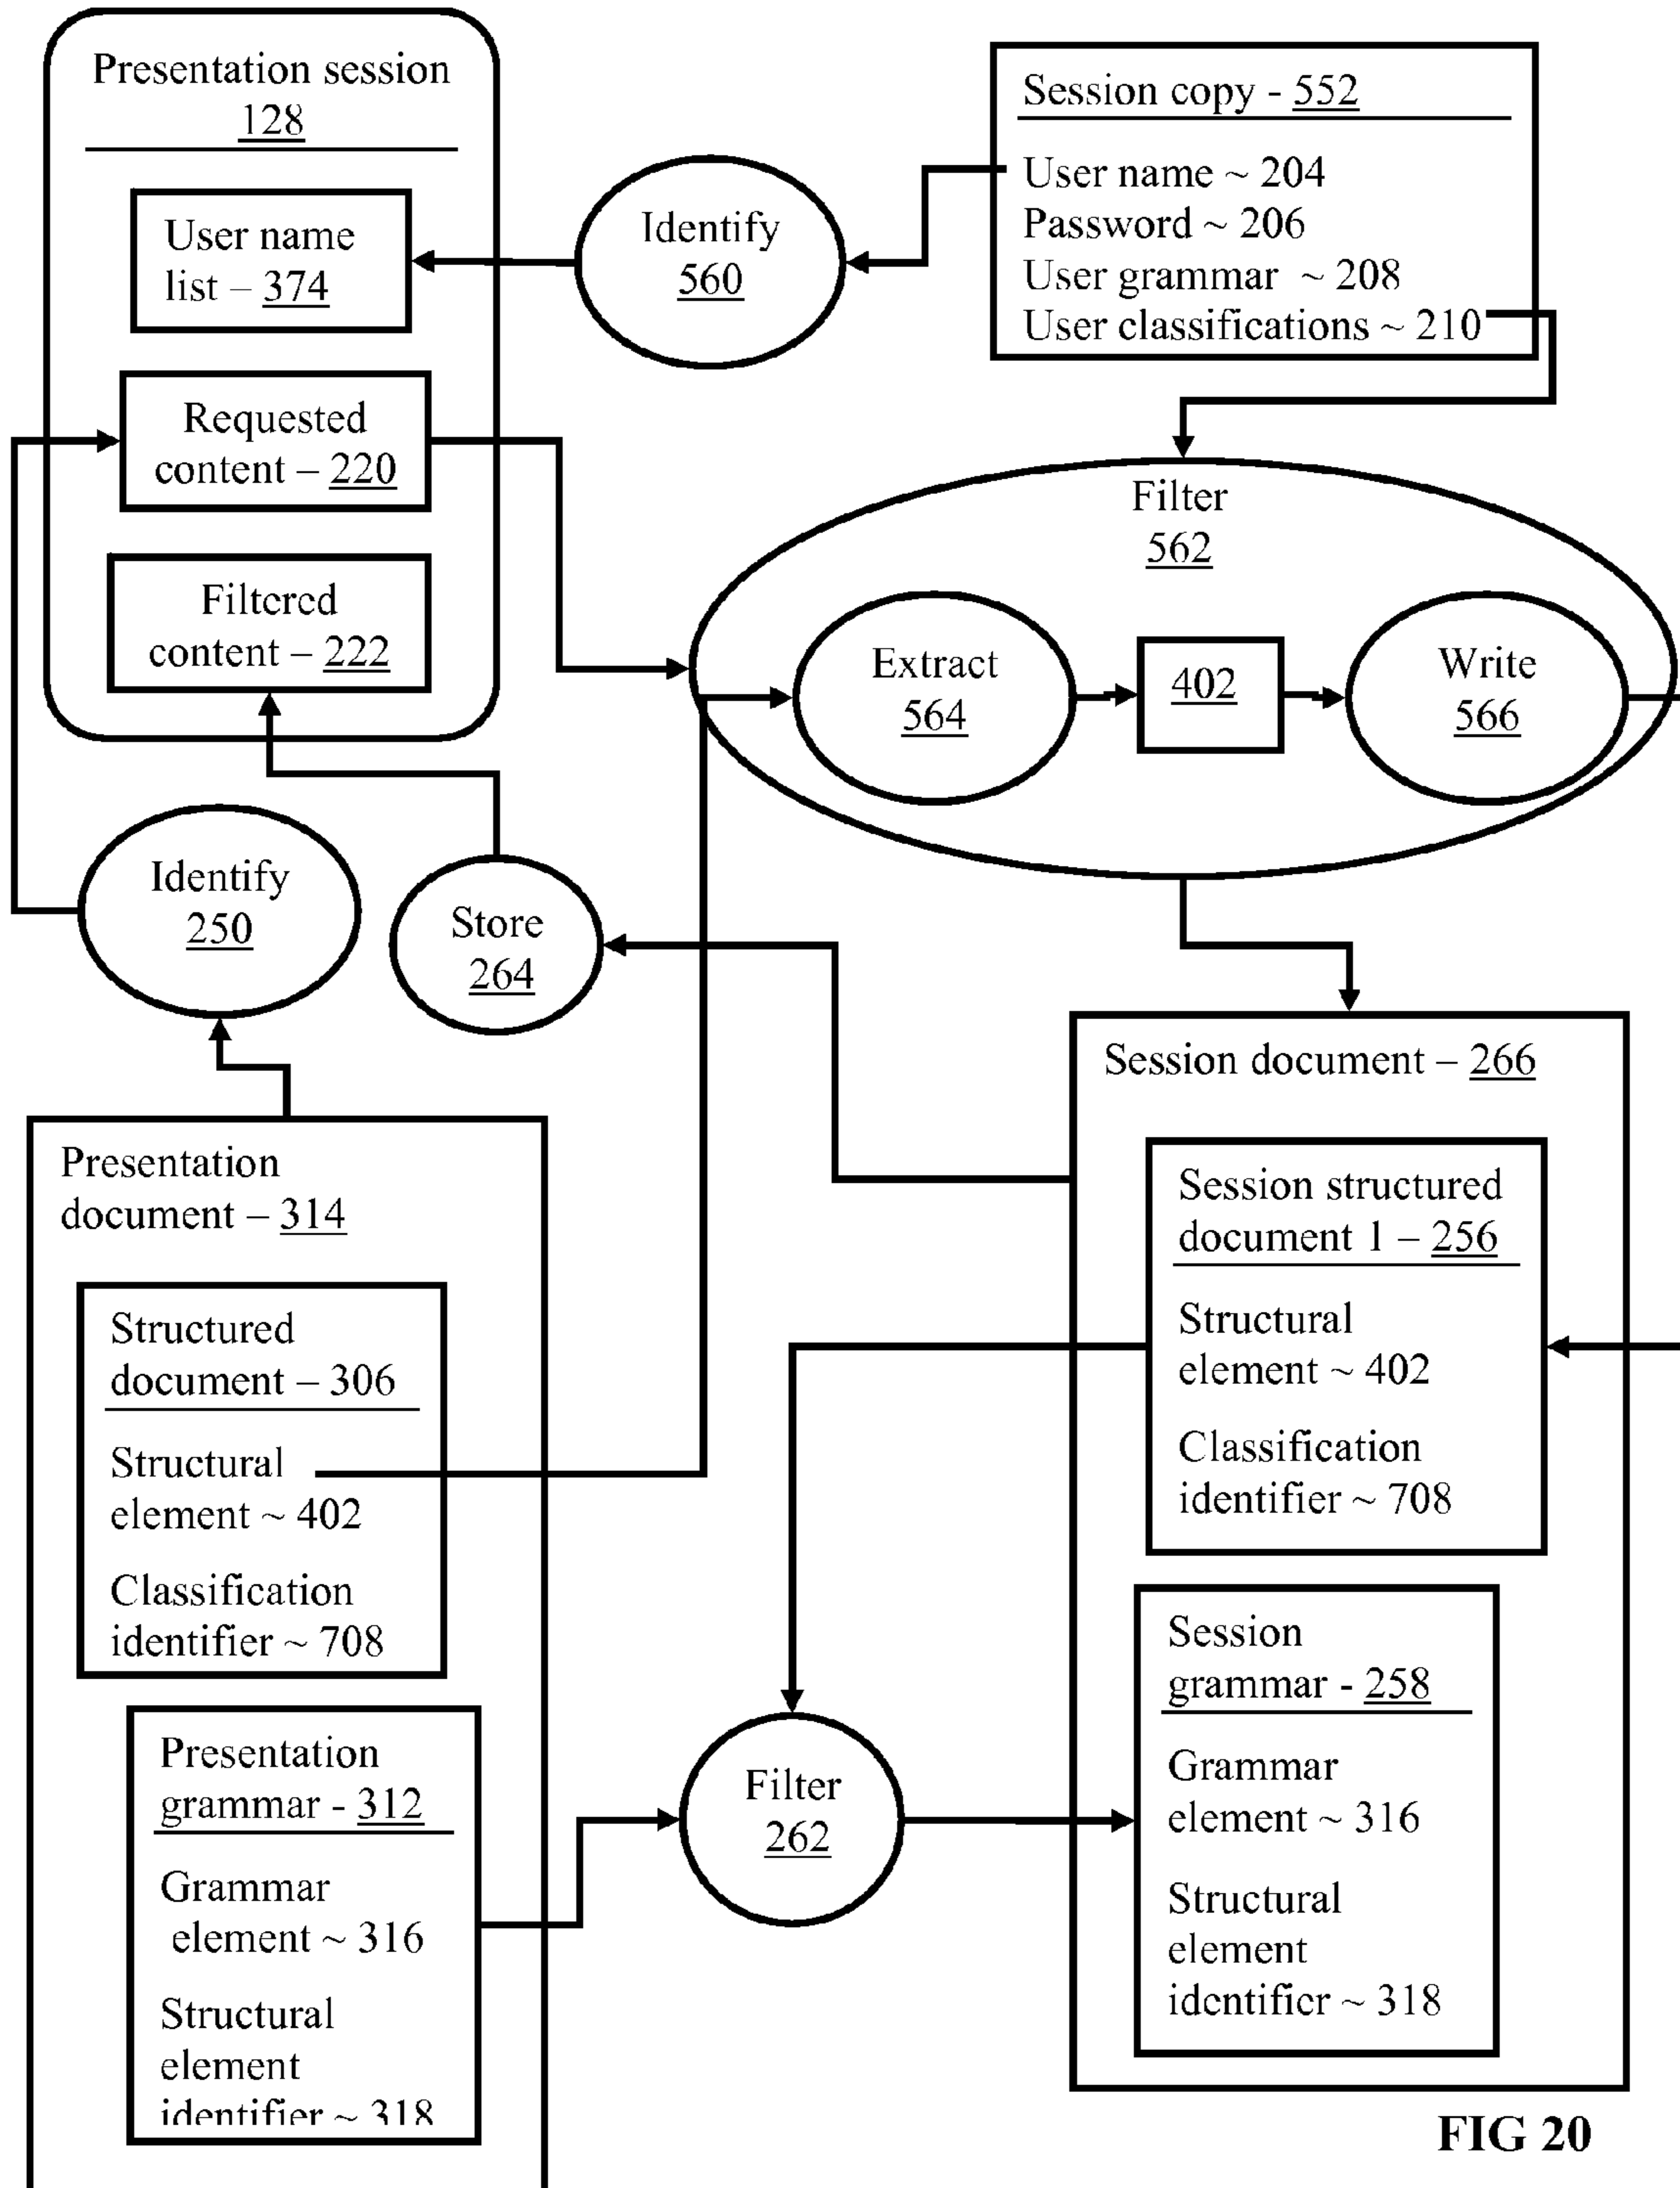 Presentation session
128
User name
list – 374
Requested
content – 220
Filtered
content – 222
Identify
560
Session copy - 552
User name ~ 204
Password ~ 206
User grammar ~ 208
User classifications ~ 210
Filter
562
Extract
564
402
Write
566
Identify
250
Store
264
Presentation
document – 314
Structured
document – 306
Structural
element ~ 402
Classification
identifier ~ 708
Presentation
grammar - 312
Grammar
element ~ 316
Structural
element
identifier ~ 318
Filter
262
Session document – 266
Session structured
document 1 – 256
Structural
element ~ 402
Classification
identifier ~ 708
Session
grammar - 258
Grammar
element ~ 316
Structural
element
identifier ~ 318
FIG 20